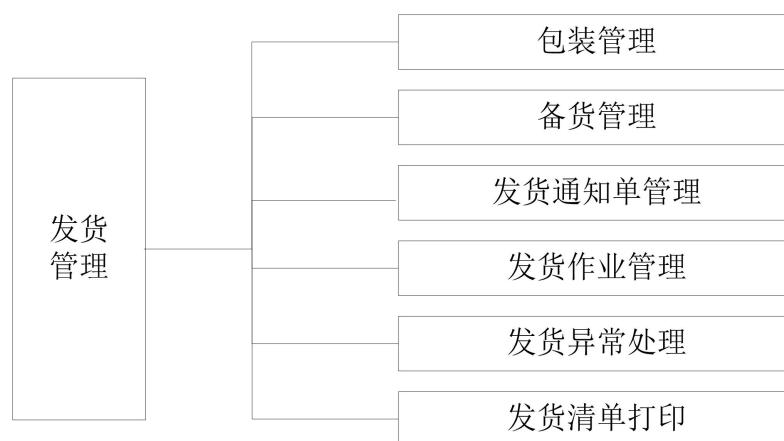 包装管理
备货管理
发货通知单管理
发货
管理
发货作业管理
发货异常处理
发货清单打印